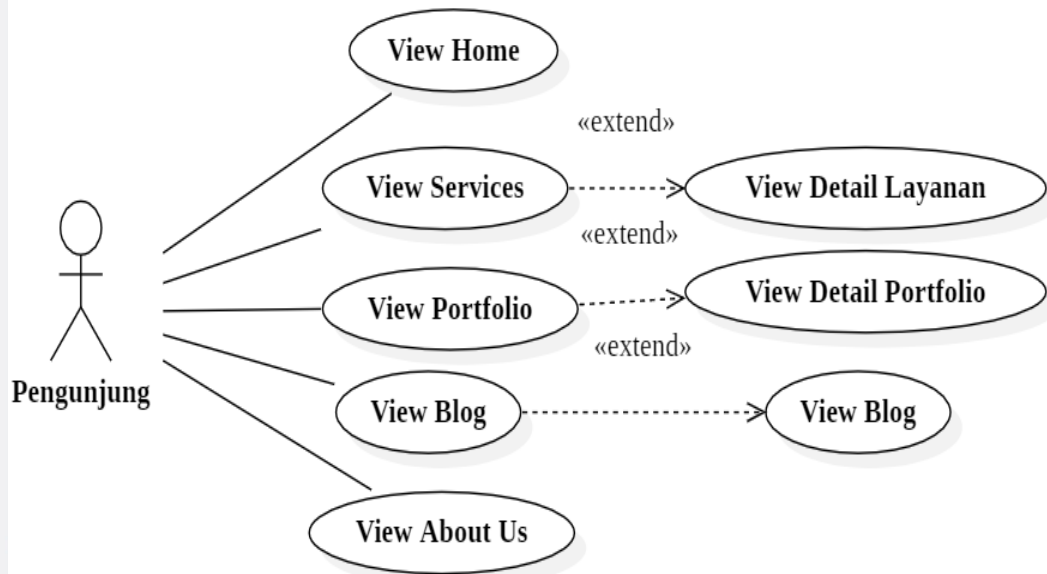 View Home
«extend»
View Services
View Detail Layanan
«extend»
View Portfolio
View Detail Portfolio
«extend»
Pengunjung
View Blog
View Blog
View About Us